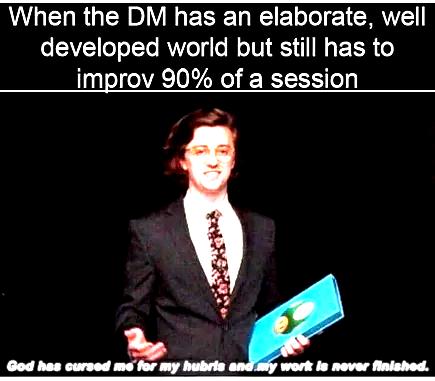 When the DM has an elaborate, well
developed world but still has to
improv 90% of a session
God has cursed me for my hubris and my work is never finished.